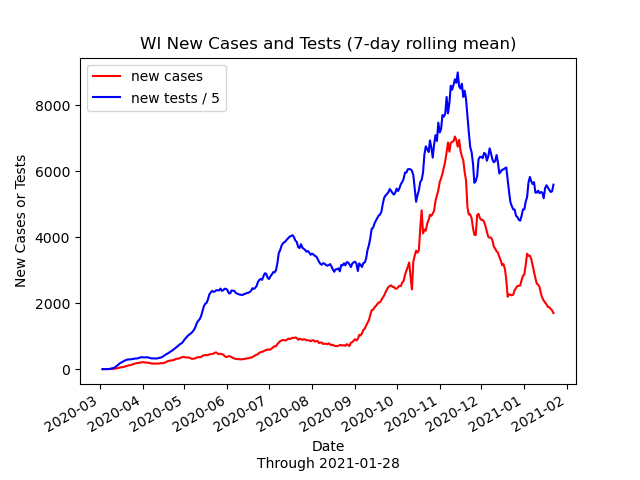 WI New Cases and Tests (7-day rolling mean)
new cases
new tests / 5
New Cases or Tests
8000
6000
4000
2000
0
2020-03
2020-04
2020-05
2020-06
2020-07
2020-08
2020-09
2020-10
2020-11
2020-12
2021-01
2021-02
Date
Through 2021-01-28